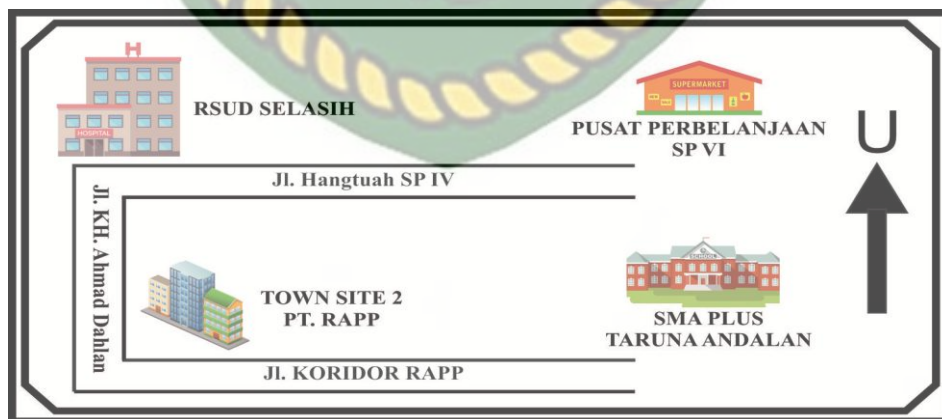 H
RSUD SELASIH
HOSPITAL
SUPERMARKET
PUSAT PERBELANJAAN
SP VI
U
Jl. Hangtuah SP IV
Jl. KH. Ahmad Dahlan
SCHOOL
TOWN SITE 2
PT. RAPP
SMA PLUS
TARUNA ANDALAN
Jl. KORIDOR RAPP